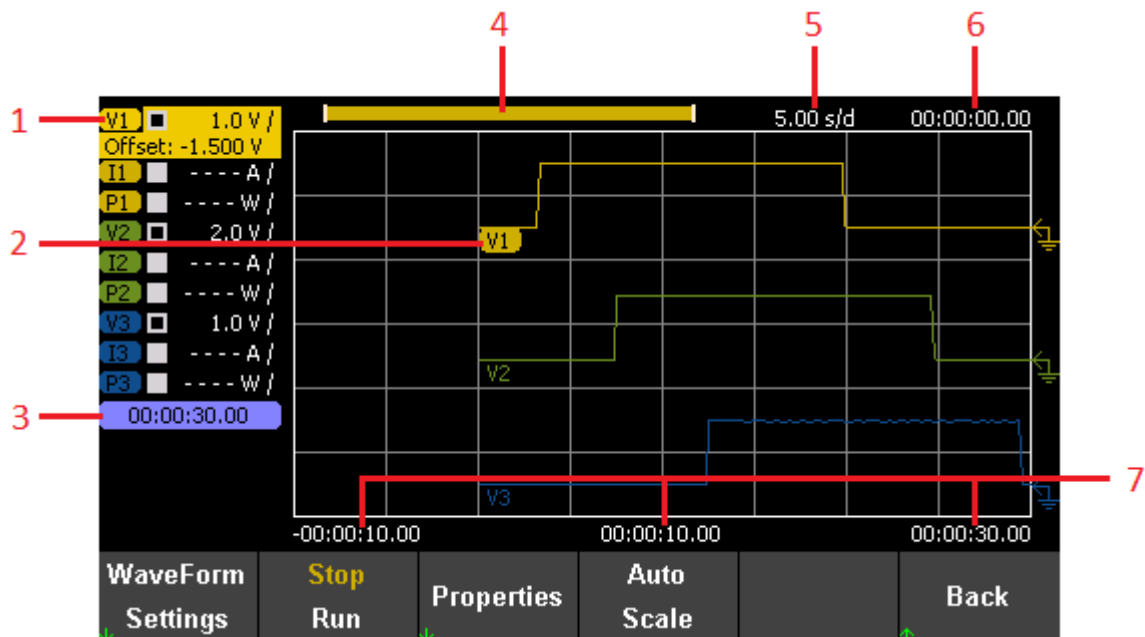 4 5 6
1 V1 1.0 V / 5.00 s/d 00:00:00.00
Offset: -1.500 V
I1 - - - - A /
P1 - - - - W /
V2 2.0 V /
2 V1
I2 - - - - A /
P2 - - - - W /
V3 1.0 V /
I3 - - - - A /
V2
P3 - - - - W /
3 00:00:30.00
7
V3
-00:00:10.00 00:00:10.00 00:00:30.00
WaveForm Settings
Stop Run
Properties
Auto Scale
Back